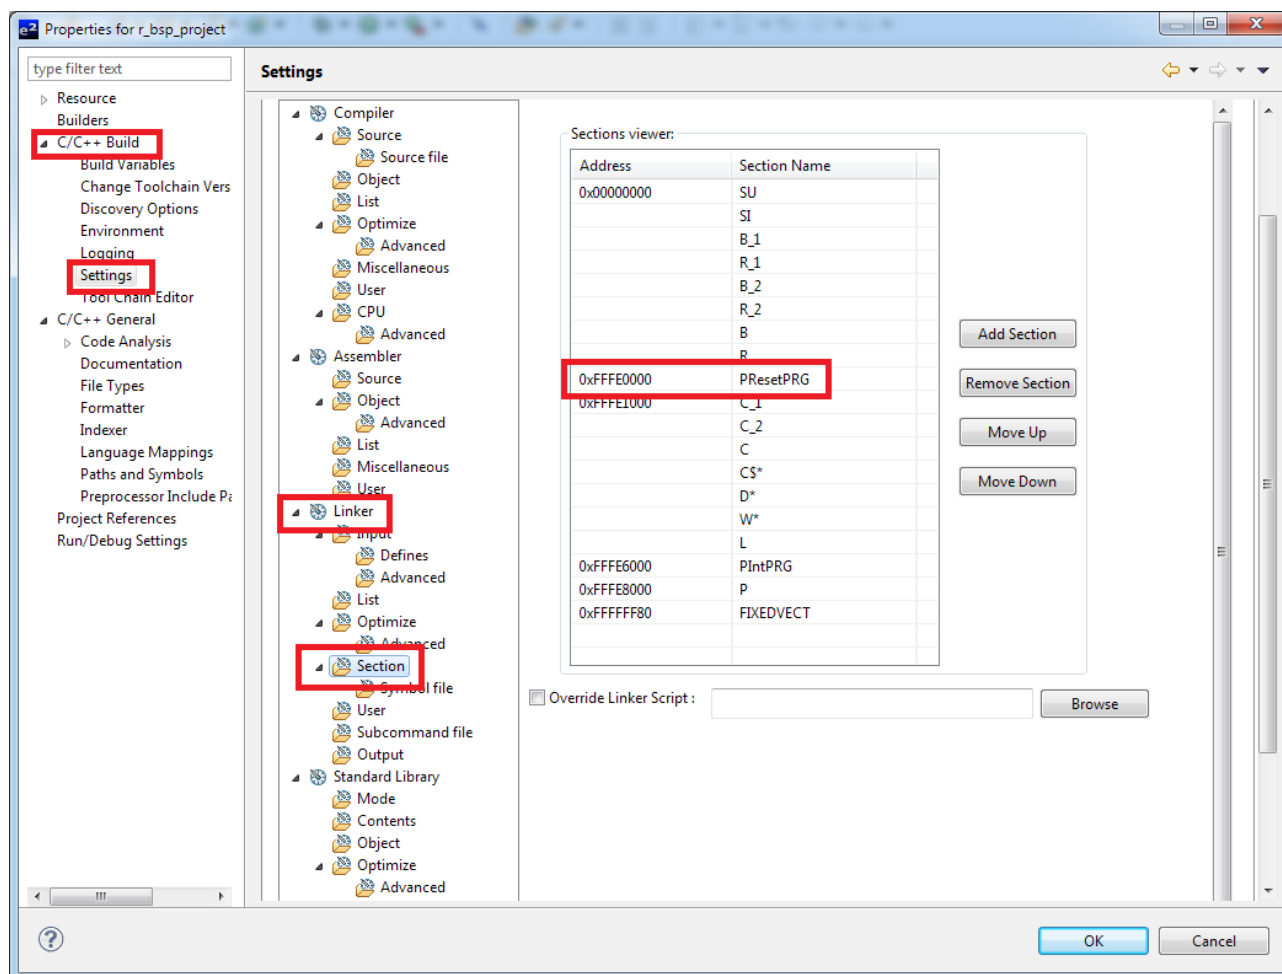 e² Properties for r_bsp_project
type filter text
Resource
Builders
C/C++ Build
Build Variables
Change Toolchain Vers
Discovery Options
Environment
Logging
Settings
Tool Chain Editor
C/C++ General
Code Analysis
Documentation
File Types
Formatter
Indexer
Language Mappings
Paths and Symbols
Preprocessor Include Pa
Project References
Run/Debug Settings
Settings
Compiler
Source
Source file
Object
List
Optimize
Advanced
Miscellaneous
User
CPU
Advanced
Assembler
Source
Object
Advanced
List
Miscellaneous
User
Linker
Input
Defines
Advanced
List
Optimize
Advanced
Section
Symbol file
User
Subcommand file
Output
Standard Library
Mode
Contents
Object
Optimize
Advanced
Sections viewer:
Address Section Name
0x00000000 SU
SI
B_1
R_1
B_2
R_2
B
R
0xFFFE0000 PResetPRG
0xFFFE1000 C_1
C_2
C
C$*
D*
W*
L
0xFFFE6000 PIntPRG
0xFFFE8000 P
0xFFFFFF80 FIXEDVECT
Add Section
Remove Section
Move Up
Move Down
Override Linker Script :
Browse
?
OK
Cancel